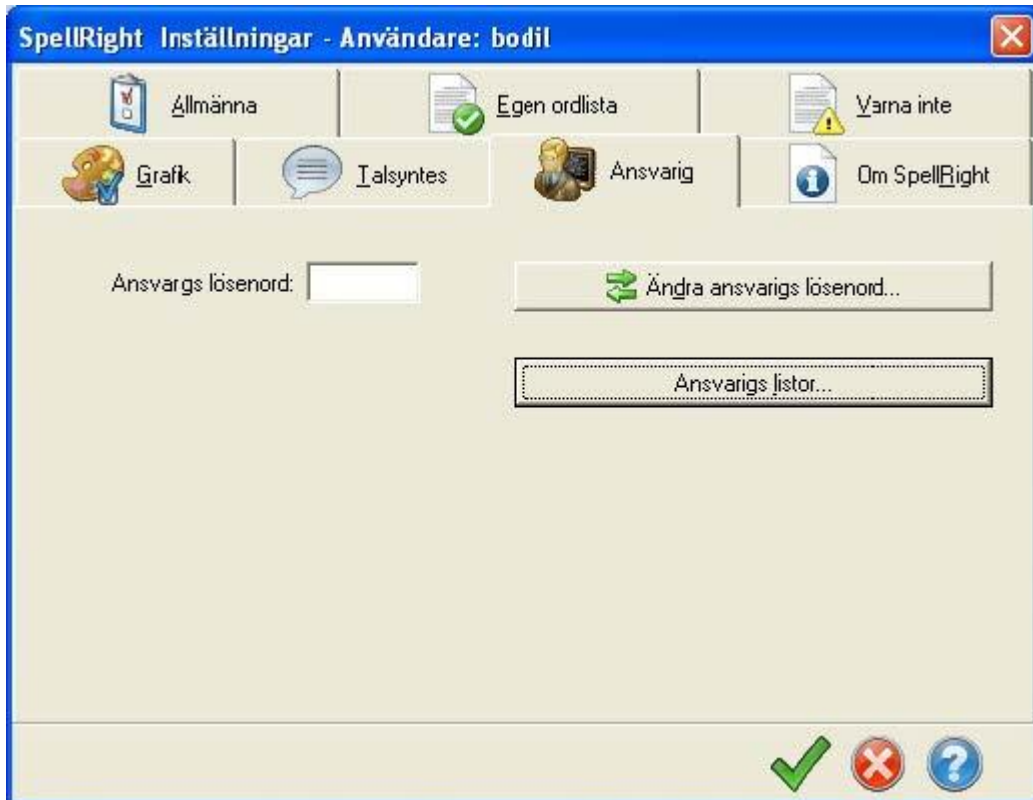 SpellRight Inställningar - Användare: bodil
Allmänna
Egen ordlista
Varna inte
Grafik
Talsyntes
Ansvarig
Om SpellRight
Ansvargs lösenord:
Ändra ansvarigs lösenord...
Ansvarigs listor...